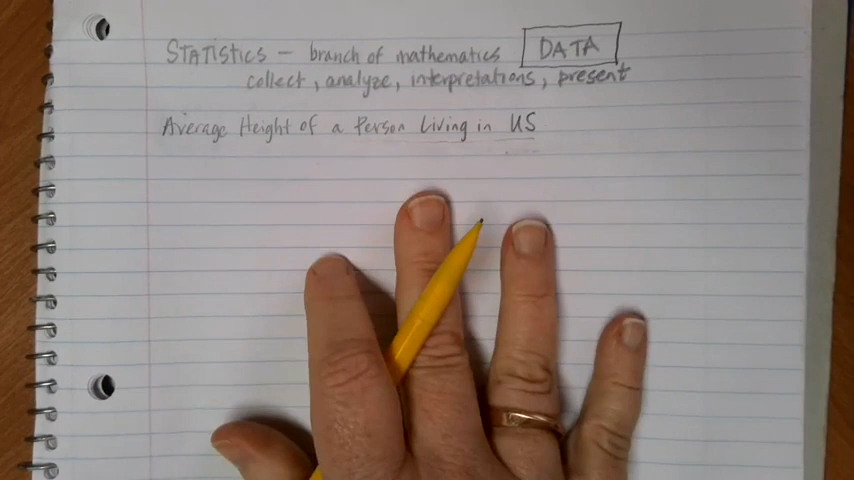 STATISTICS — branch of mathematics DATA
collect, analyze, interpretations, present
Average Height of a Person Living in US